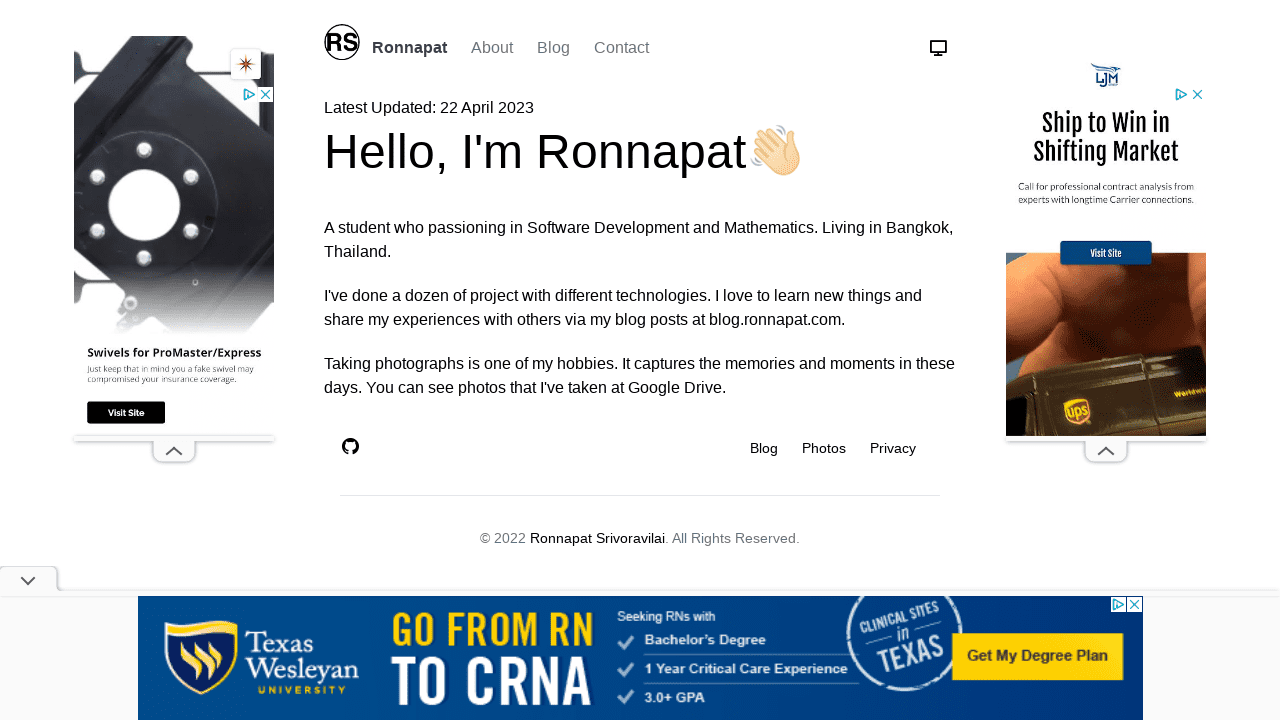 RS Ronnapat About Blog Contact
Latest Updated: 22 April 2023
Hello, I'm Ronnapat
A student who passioning in Software Development and Mathematics. Living in Bangkok,
Thailand.
I've done a dozen of project with different technologies. I love to learn new things and
share my experiences with others via my blog posts at blog.ronnapat.com.
Taking photographs is one of my hobbies. It captures the memories and moments in these
days. You can see photos that I've taken at Google Drive.
Blog Photos Privacy
© 2022 Ronnapat Srivoravilai. All Rights Reserved.
Swivels for ProMaster/Express
Just keep that in mind you a fake swivel may
compromised your insurance coverage.
Visit Site
LJM
Ship to Win in
Shifting Market
Call for professional contract analysis from
experts with longtime Carrier connections.
Visit Site
ups
Worldwi
Texas
Wesleyan
UNIVERSITY
GO FROM RN
TO CRNA
Seeking RNs with
Bachelor's Degree
1 Year Critical Care Experience
3.0+ GPA
CLINICAL SITES
in
TEXAS
Get My Degree Plan